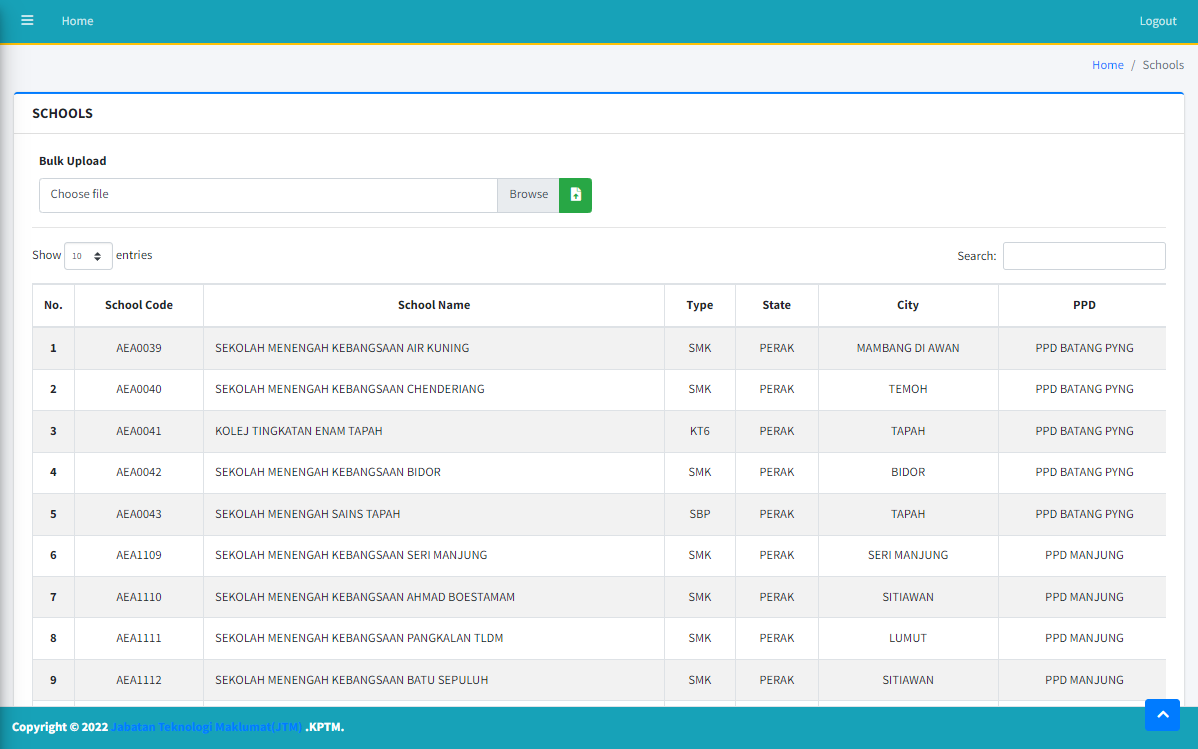 Home Logout
Home / Schools
SCHOOLS
Bulk Upload
Choose file Browse
Show 10 entries Search:
No. School Code School Name Type State City PPD
1 AEA0039 SEKOLAH MENENGAH KEBANGSAAN AIR KUNING SMK PERAK MAMBANG DI AWAN PPD BATANG PYNG
2 AEA0040 SEKOLAH MENENGAH KEBANGSAAN CHENDERIANG SMK PERAK TEMOH PPD BATANG PYNG
3 AEA0041 KOLEJ TINGKATAN ENAM TAPAH KT6 PERAK TAPAH PPD BATANG PYNG
4 AEA0042 SEKOLAH MENENGAH KEBANGSAAN BIDOR SMK PERAK BIDOR PPD BATANG PYNG
5 AEA0043 SEKOLAH MENENGAH SAINS TAPAH SBP PERAK TAPAH PPD BATANG PYNG
6 AEA1109 SEKOLAH MENENGAH KEBANGSAAN SERI MANJUNG SMK PERAK SERI MANJUNG PPD MANJUNG
7 AEA1110 SEKOLAH MENENGAH KEBANGSAAN AHMAD BOESTAMAM SMK PERAK SITIAWAN PPD MANJUNG
8 AEA1111 SEKOLAH MENENGAH KEBANGSAAN PANGKALAN TLDM SMK PERAK LUMUT PPD MANJUNG
9 AEA1112 SEKOLAH MENENGAH KEBANGSAAN BATU SEPULUH SMK PERAK SITIAWAN PPD MANJUNG
Copyright © 2022 Jabatan Teknologi Maklumat(JTM) .KPTM.